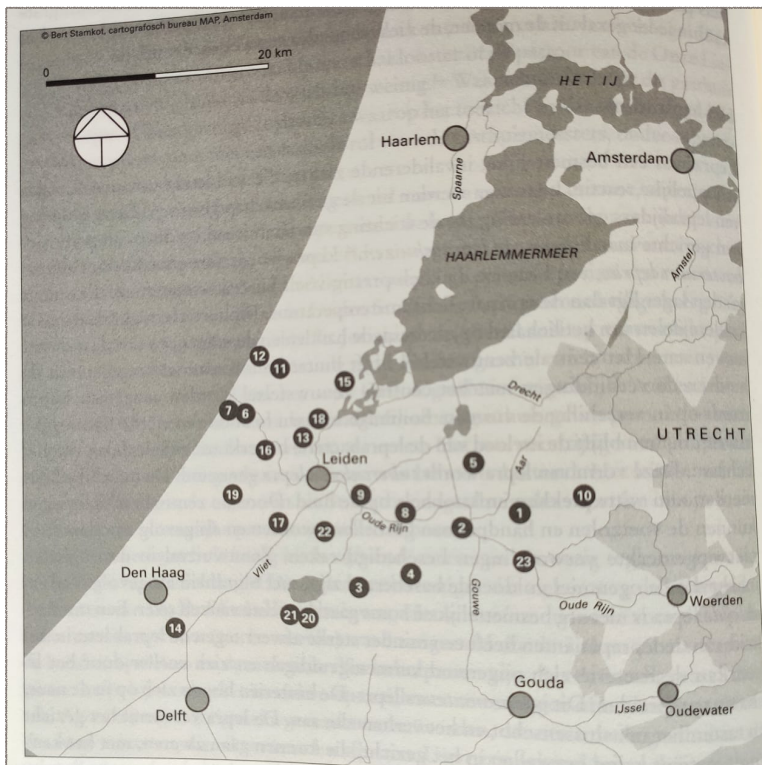 © Bert Stamkot, cartografosch bureau MAP, Amsterdam
0 20 km
HET IJ
Haarlem
Amsterdam
Spaarne
HAARLEMMERMEER
Amstel
12
11
15
Drecht
7 6
18
13
UTRECHT
16
Leiden
5
Aar
19
9
10
8
1
Oude Rijn
17
22
2
Vliet
23
Den Haag
4
3
Gouwe
Oude Rijn
Woerden
21 20
14
Gouda
Delft
IJssel
Oudewater